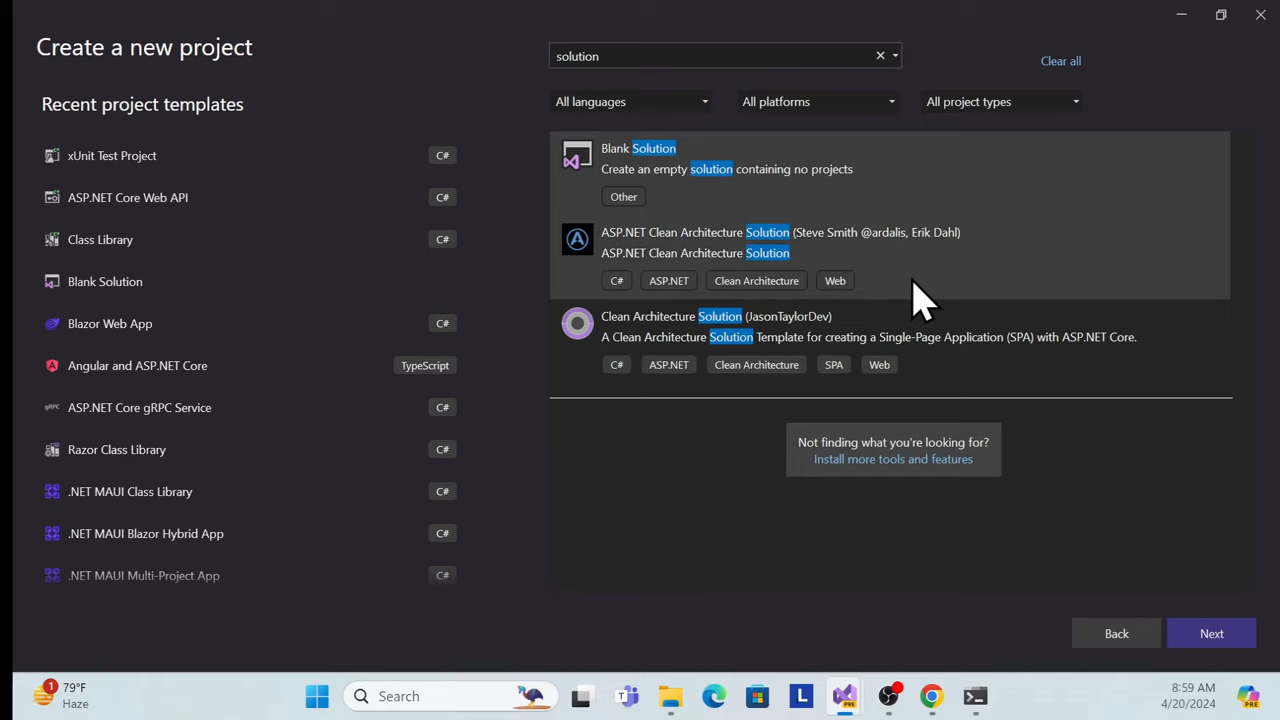 Create a new project
Recent project templates
xUnit Test Project C#
ASP.NET Core Web API C#
Class Library C#
Blank Solution
Blazor Web App C#
Angular and ASP.NET Core TypeScript
gRPC ASP.NET Core gRPC Service C#
Razor Class Library C#
.NET MAUI Class Library C#
.NET MAUI Blazor Hybrid App C#
.NET MAUI Multi-Project App C#
solution
Clear all
All languages All platforms All project types
Blank Solution
Create an empty solution containing no projects
Other
ASP.NET Clean Architecture Solution (Steve Smith @ardalis, Erik Dahl)
ASP.NET Clean Architecture Solution
C# ASP.NET Clean Architecture Web
Clean Architecture Solution (JasonTaylorDev)
A Clean Architecture Solution Template for creating a Single-Page Application (SPA) with ASP.NET Core.
C# ASP.NET Clean Architecture SPA Web
Not finding what you're looking for?
Install more tools and features
Back Next
1 79°F
Haze
Search
L
PRE
8:59 AM
4/20/2024
PRE